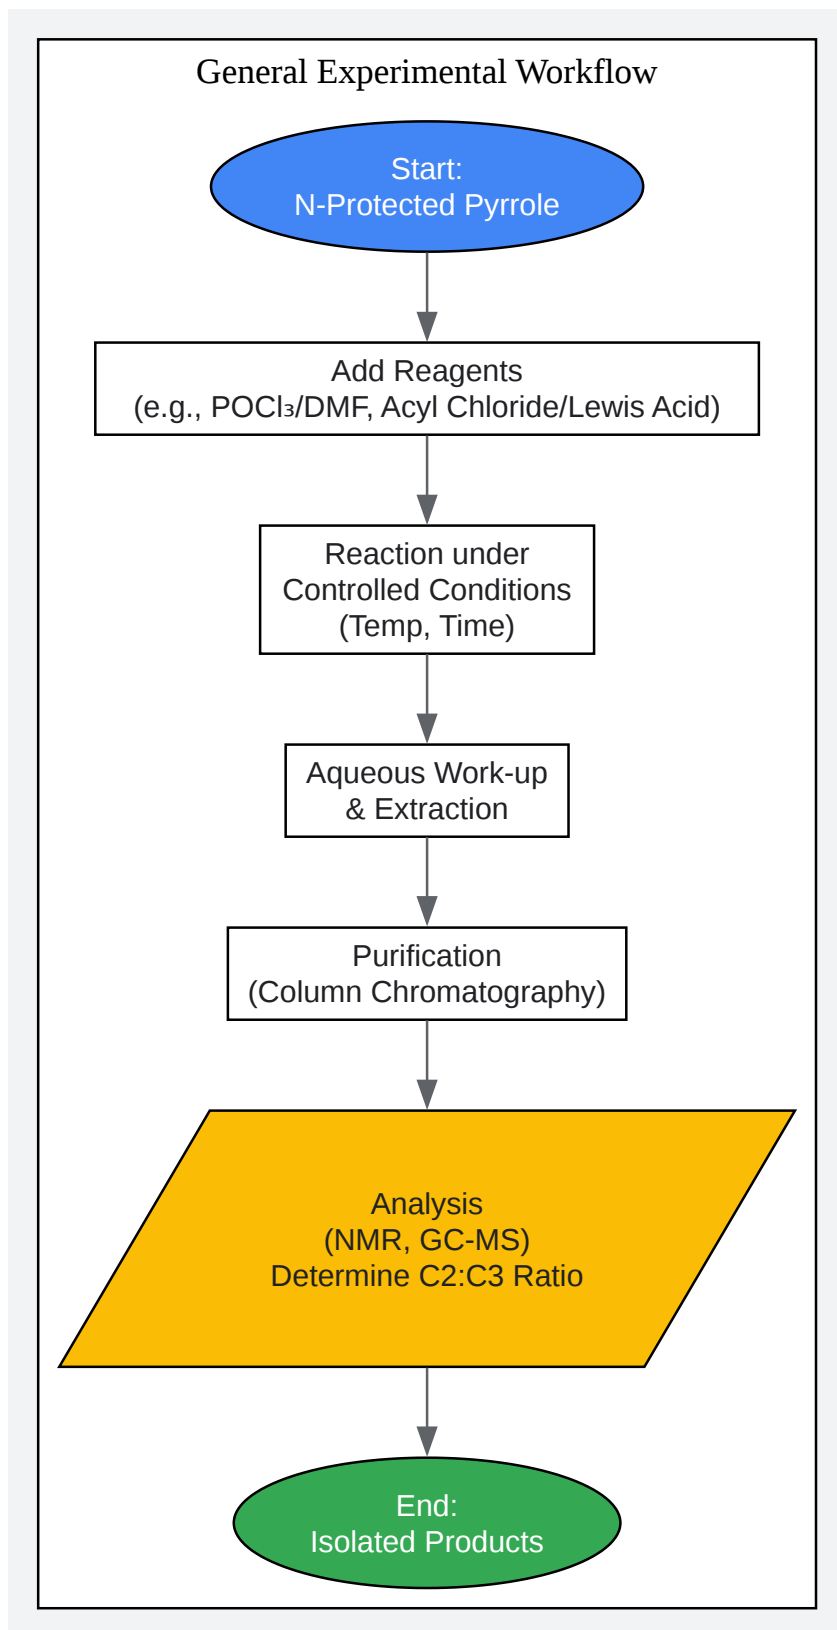 General Experimental Workflow
Start:
N-Protected Pyrrole
Add Reagents
(e.g., POCl₃/DMF, Acyl Chloride/Lewis Acid)
Reaction under
Controlled Conditions
(Temp, Time)
Aqueous Work-up
& Extraction
Purification
(Column Chromatography)
Analysis
(NMR, GC-MS)
Determine C2:C3 Ratio
End:
Isolated Products